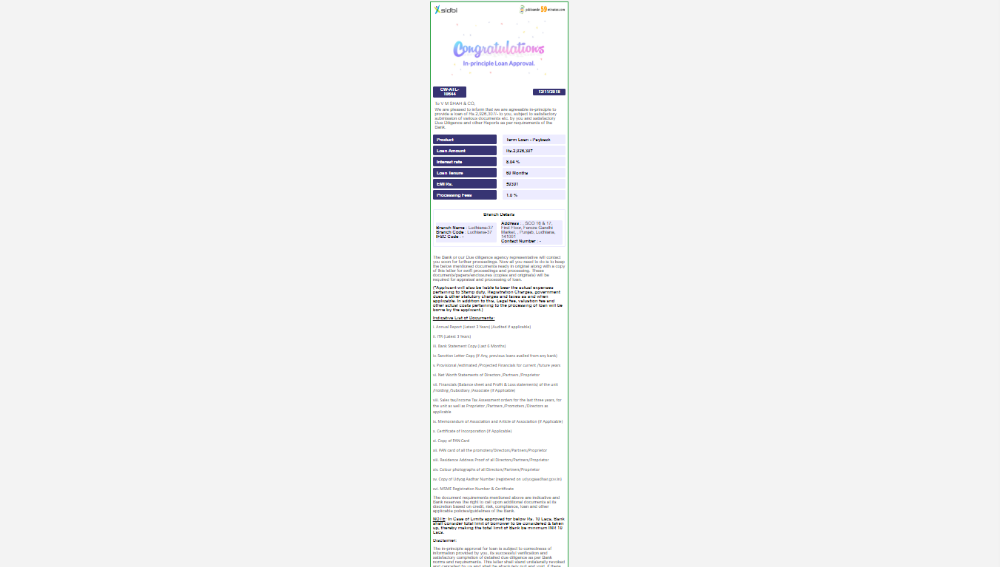 sidbi
psbloansin 59 minutes.com
Congratulations
In-principle Loan Approval.
CW-ATL-
10644
12/11/2018
To V M SHAH & CO,
We are pleased to inform that we are agreeable in-principle to
provide a loan of Rs.2,926,307/- to you, subject to satisfactory
submission of various documents etc. by you and satisfactory
Due Diligence and other Reports as per requirements of the
Bank.
Product
Term Loan - Payback
Loan Amount
Rs.2,926,307
Interest rate
8.04 %
Loan Tenure
60 Months
EMI Rs.
59391
Processing Fees
1.0 %
Branch Details
Branch Name : Ludhiana-37
Branch Code : Ludhiana-37
IFSC Code : -
Address : , SCO 16 & 17,
First Floor, Feroze Gandhi
Market, , Punjab, Ludhiana,
141001
Contact Number : -
The Bank or our Due diligence agency representative will contact
you soon for further proceedings. Now all you need to do is to keep
the below mentioned documents ready in original along with a copy
of this letter for swift proceedings and processing. These
documents/papers/enclosures (copies and originals) will be
required for appraisal and processing of loan.
(*Applicant will also be liable to bear the actual expenses
pertaining to Stamp duty, Registration Charges, government
dues & other statutory charges and taxes as and when
applicable. In addition to this, Legal fee, valuation fee and
other actual costs pertaining to the processing of loan will be
borne by the applicant.)
Indicative List of Documents:
i. Annual Report (Latest 3 Years) (Audited if applicable)
ii. ITR (Latest 3 Years)
iii. Bank Statement Copy (Last 6 Months)
iv. Sanction Letter Copy (If Any, previous loans availed from any bank)
v. Provisional /estimated /Projected Financials for current /future years
vi. Net Worth Statements of Directors /Partners /Proprietor
vii. Financials (Balance sheet and Profit & Loss statements) of the unit
/Holding /Subsidiary /Associate (If Applicable)
viii. Sales tax/Income Tax Assessment orders for the last three years, for
the unit as well as Proprietor /Partners /Promoters /Directors as
applicable
ix. Memorandum of Association and Article of Association (If Applicable)
x. Certificate of Incorporation (If Applicable)
xi. Copy of PAN Card
xii. PAN card of all the promoters/Directors/Partners/Proprietor
xiii. Residence Address Proof of all Directors/Partners/Proprietor
xiv. Colour photographs of all Directors/Partners/Proprietor
xv. Copy of Udyog Aadhar Number (registered on udyogaadhar.gov.in)
xvi. MSME Registration Number & Certificate
The document requirements mentioned above are indicative and
Bank reserves the right to call upon additional documents at its
discretion based on credit, risk, compliance, loan and other
applicable policies/guidelines of the Bank.
NOTE: In Case of Limits approved for below Rs. 10 Lacs, Bank
shall consider total limit of borrower to be considered & taken
up, thereby making the total limit of Bank be minimum INR 10
Lacs.
Disclaimer:
The in-principle approval for loan is subject to correctness of
information provided by you, its successful verification and
satisfactory completion of detailed due diligence as per Bank
norms and requirements. This letter shall stand unilaterally revoked
and cancelled by us and shall be absolutely null and void, if there